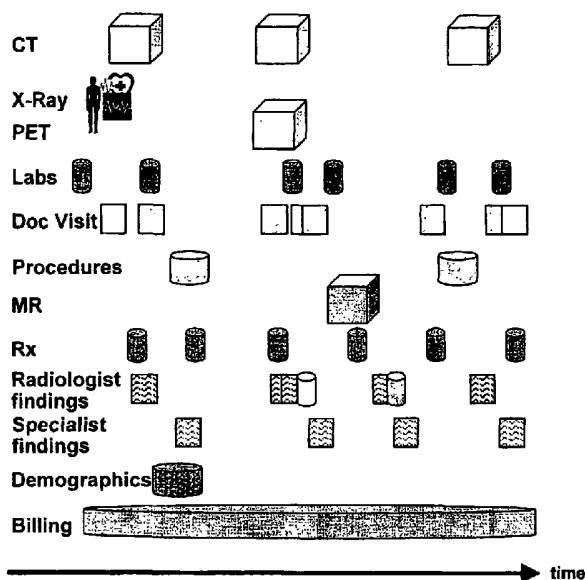 CT
X-Ray
PET
Labs
Doc Visit
Procedures
MR
Rx
Radiologist
findings
Specialist
findings
Demographics
Billing
time